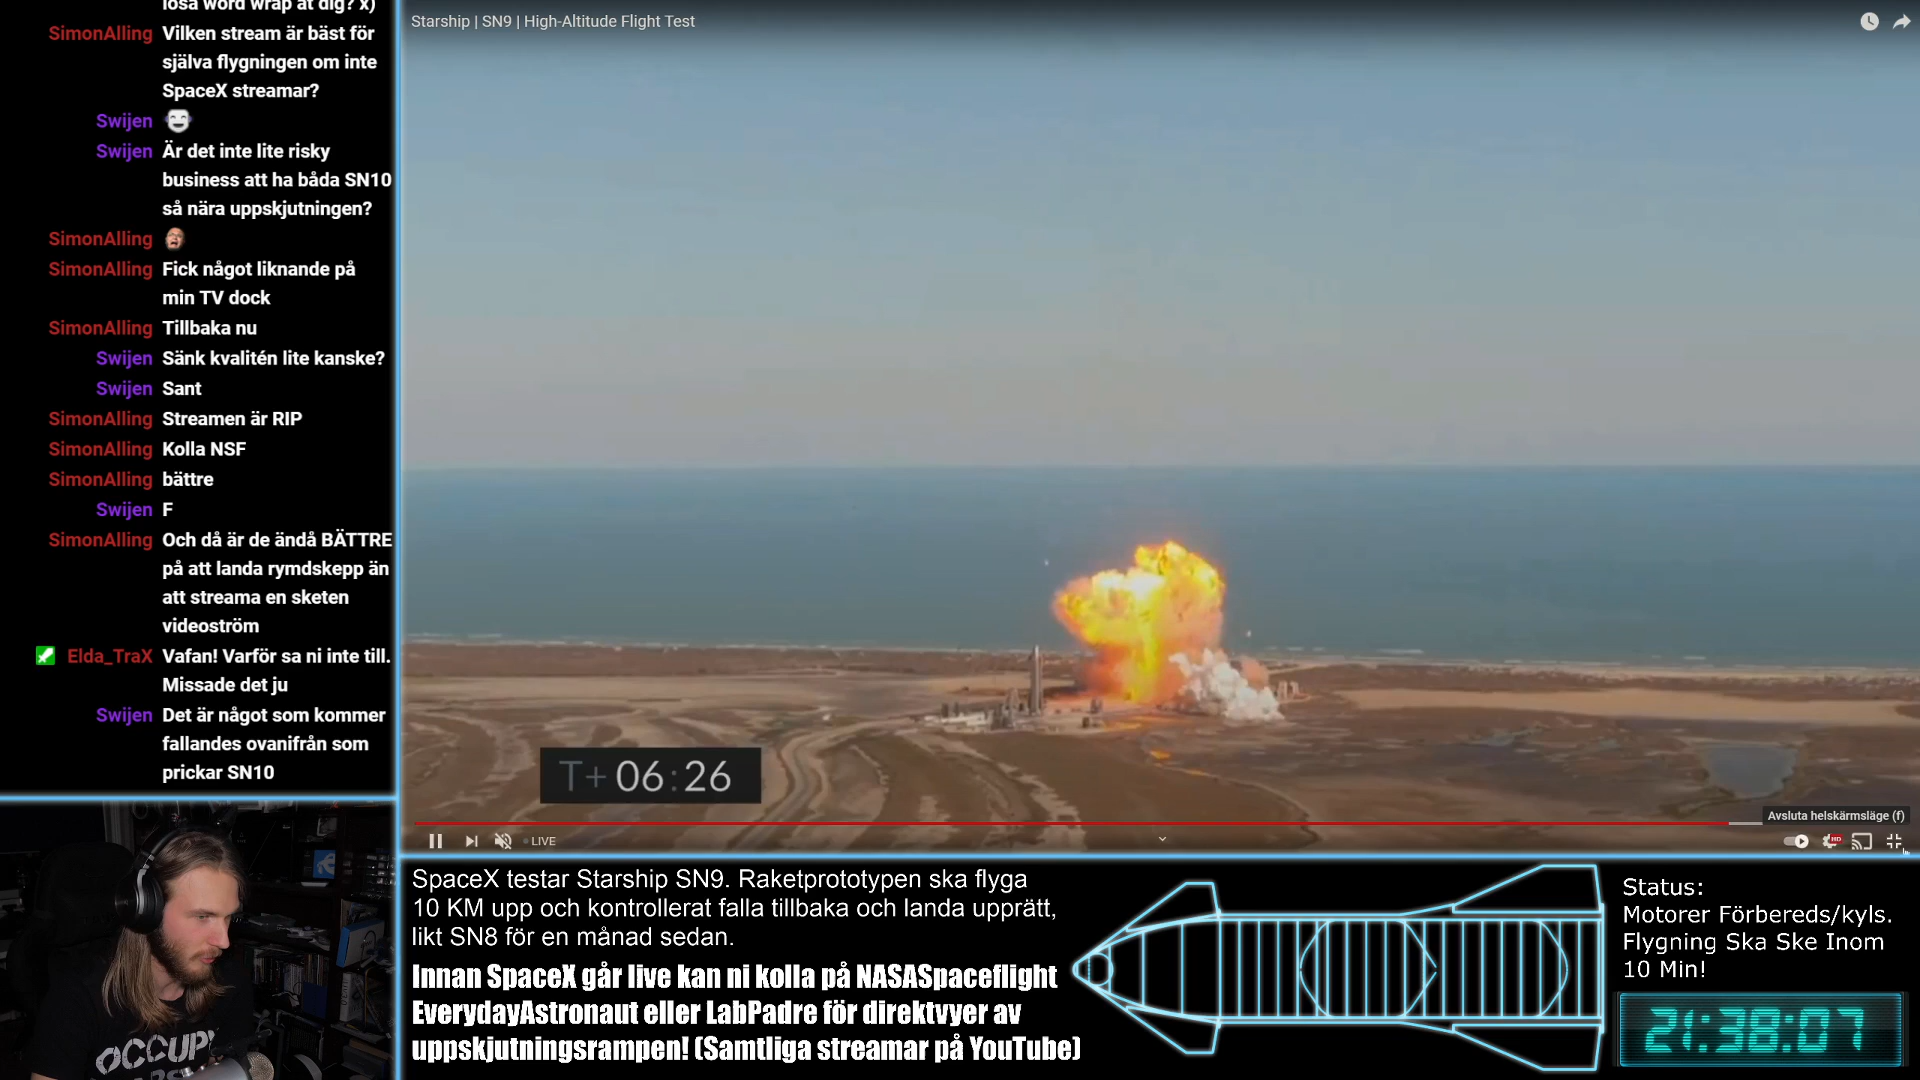 lösa word wrap åt dig? x)
SimonAlling Vilken stream är bäst för
själva flygningen om inte
SpaceX streamar?
Swijen
Swijen Är det inte lite risky
business att ha båda SN10
så nära uppskjutningen?
SimonAlling
SimonAlling Fick något liknande på
min TV dock
SimonAlling Tillbaka nu
Swijen Sänk kvalitén lite kanske?
Swijen Sant
SimonAlling Streamen är RIP
SimonAlling Kolla NSF
SimonAlling bättre
Swijen F
SimonAlling Och då är de ändå BÄTTRE
på att landa rymdskepp än
att streama en sketen
videoström
Elda_TraX Vafan! Varför sa ni inte till.
Missade det ju
Swijen Det är något som kommer
fallandes ovanifrån som
prickar SN10
Starship | SN9 | High-Altitude Flight Test
T+ 06:26
Avsluta helskärmsläge (f)
LIVE
HD
OCCUPY
SpaceX testar Starship SN9. Raketprototypen ska flyga
10 KM upp och kontrollerat falla tillbaka och landa upprätt,
likt SN8 för en månad sedan.
Innan SpaceX går live kan ni kolla på NASASpaceflight
EverydayAstronaut eller LabPadre för direktvyer av
uppskjutningsrampen! (Samtliga streamar på YouTube)
Status:
Motorer Förbereds/kyls.
Flygning Ska Ske Inom
10 Min!
21:38:07